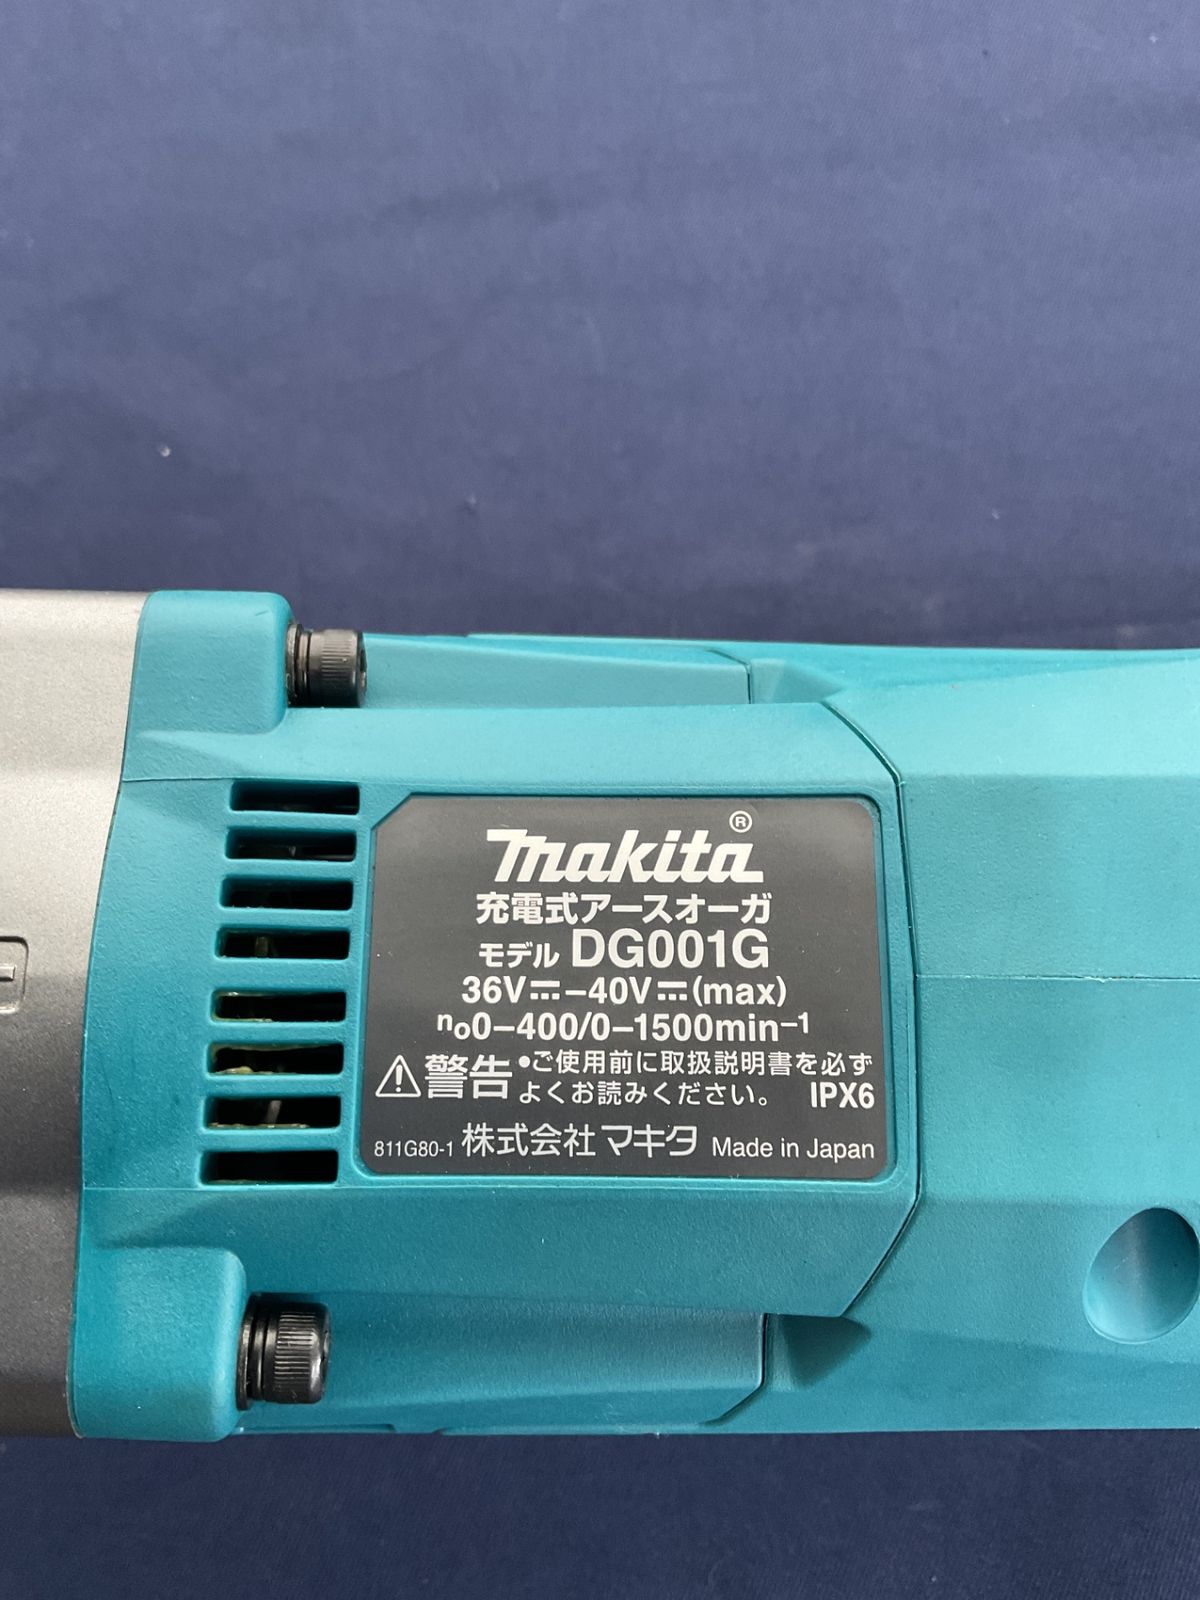 makita®
充電式アースオーガ
モデル DG001G
36V⎓–40V⎓(max)
n₀0–400/0–1500min⁻¹
⚠警告 •ご使用前に取扱説明書を必ず
よくお読みください。 IPX6
811G80-1 株式会社マキタ Made in Japan